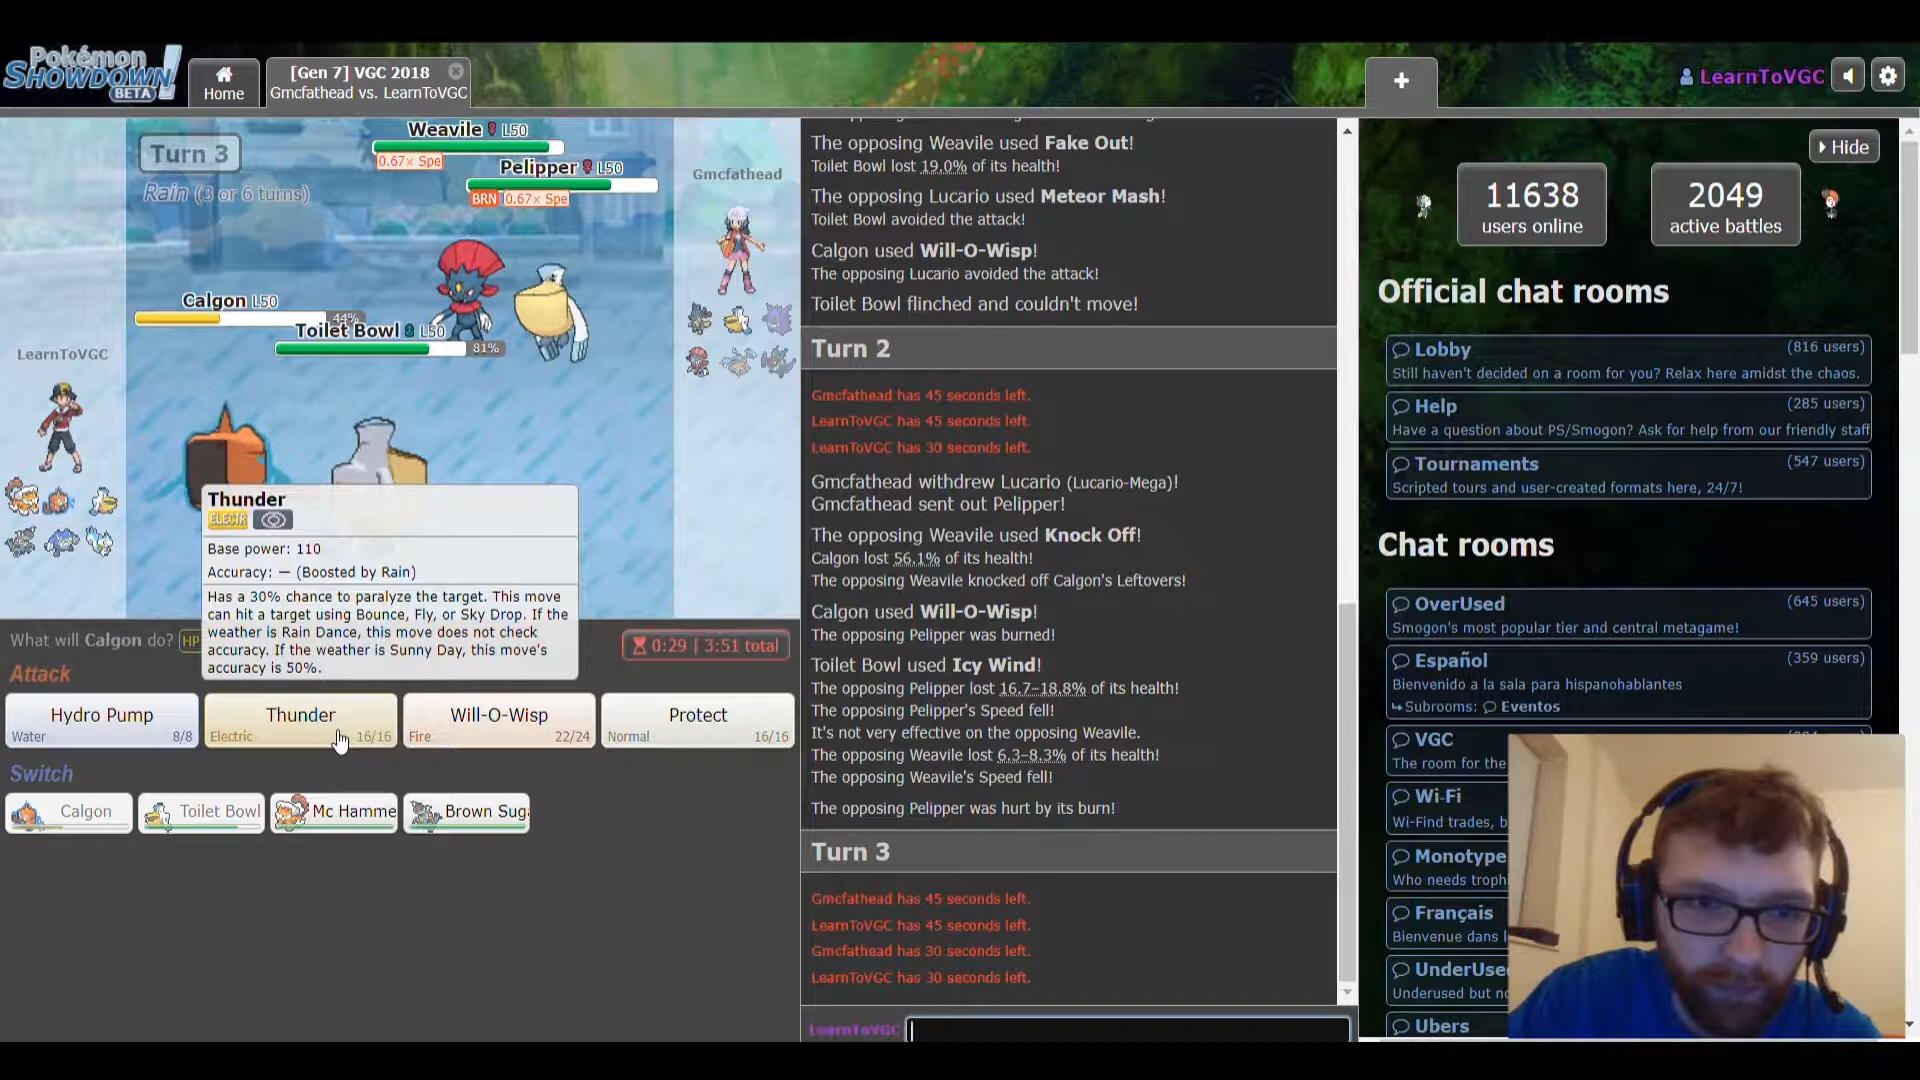 Pokémon
SHOWDOWN!
BETA
Home
[Gen 7] VGC 2018
Gmcfathead vs. LearnToVGC
+
LearnToVGC
Turn 3
Rain (3 or 6 turns)
Weavile L50
0.67× Spe
Pelipper L50
BRN 0.67× Spe
Gmcfathead
Calgon L50
44%
Toilet Bowl L50
81%
LearnToVGC
Thunder
ELECTR
Base power: 110
Accuracy: — (Boosted by Rain)
Has a 30% chance to paralyze the target. This move
can hit a target using Bounce, Fly, or Sky Drop. If the
weather is Rain Dance, this move does not check
accuracy. If the weather is Sunny Day, this move's
accuracy is 50%.
What will Calgon do? HP
0:29 | 3:51 total
Attack
Hydro Pump
Water 8/8
Thunder
Electric 16/16
Will-O-Wisp
Fire 22/24
Protect
Normal 16/16
Switch
Calgon
Toilet Bowl
Mc Hamme
Brown Sug
The opposing Weavile used Fake Out!
Toilet Bowl lost 19.0% of its health!
The opposing Lucario used Meteor Mash!
Toilet Bowl avoided the attack!
Calgon used Will-O-Wisp!
The opposing Lucario avoided the attack!
Toilet Bowl flinched and couldn't move!
Turn 2
Gmcfathead has 45 seconds left.
LearnToVGC has 45 seconds left.
LearnToVGC has 30 seconds left.
Gmcfathead withdrew Lucario (Lucario-Mega)!
Gmcfathead sent out Pelipper!
The opposing Weavile used Knock Off!
Calgon lost 56.1% of its health!
The opposing Weavile knocked off Calgon's Leftovers!
Calgon used Will-O-Wisp!
The opposing Pelipper was burned!
Toilet Bowl used Icy Wind!
The opposing Pelipper lost 16.7–18.8% of its health!
The opposing Pelipper's Speed fell!
It's not very effective on the opposing Weavile.
The opposing Weavile lost 6.3–8.3% of its health!
The opposing Weavile's Speed fell!
The opposing Pelipper was hurt by its burn!
Turn 3
Gmcfathead has 45 seconds left.
LearnToVGC has 45 seconds left.
Gmcfathead has 30 seconds left.
LearnToVGC has 30 seconds left.
LearnToVGC
Hide
11638
users online
2049
active battles
Official chat rooms
Lobby (816 users)
Still haven't decided on a room for you? Relax here amidst the chaos.
Help (285 users)
Have a question about PS/Smogon? Ask for help from our friendly staff
Tournaments (547 users)
Scripted tours and user-created formats here, 24/7!
Chat rooms
OverUsed (645 users)
Smogon's most popular tier and central metagame!
Español (359 users)
Bienvenido a la sala para hispanohablantes
Subrooms: Eventos
VGC
The room for the
Wi-Fi
Wi-Find trades, b
Monotype
Who needs troph
Français
Bienvenue dans l
UnderUse
Underused but no
Ubers